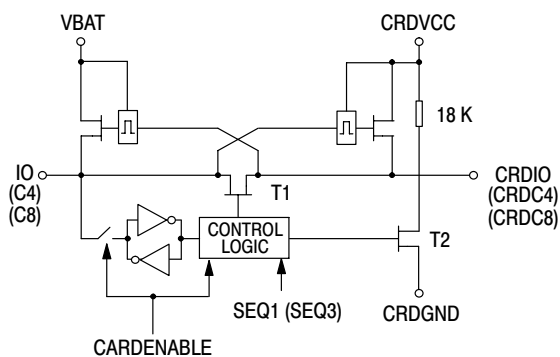 VBAT
CRDVCC
18 K
IO
(C4)
(C8)
CRDIO
(CRDC4)
(CRDC8)
T1
CONTROL
LOGIC
T2
SEQ1 (SEQ3)
CRDGND
CARDENABLE